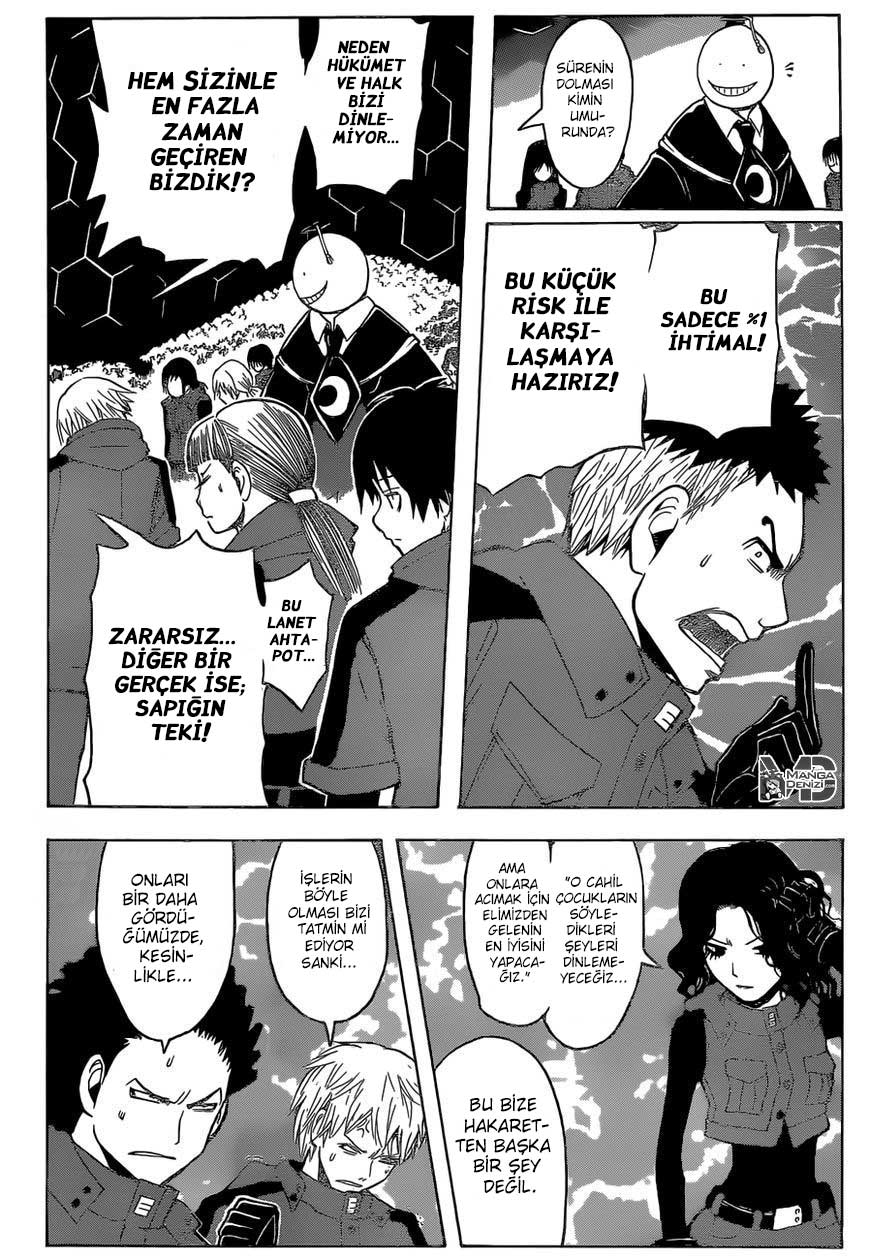 SÜRENİN
DOLMASI
KİMİN
UMU-
RUNDA?
BU
SADECE %1
İHTİMAL!
BU KÜÇÜK
RİSK İLE
KARŞI-
LAŞMAYA
HAZIRIZ!
NEDEN
HÜKÜMET
VE HALK
BİZİ
DİNLE-
MİYOR...
HEM SİZİNLE
EN FAZLA
ZAMAN
GEÇİREN
BİZDİK!?
BU
LANET
AHTA-
POT...
ZARARSIZ...
DİĞER BİR
GERÇEK İSE;
SAPIĞIN
TEKİ!
MANGA
DENİZİ.com
"O CAHİL
ÇOCUKLARIN
SÖYLE-
DİKLERİ
ŞEYLERİ
DİNLEME-
YECEĞİZ...
AMA
ONLARA
ACIMAK İÇİN
ELİMİZDEN
GELENİN
EN İYİSİNİ
YAPACA-
ĞIZ."
BU BİZE
HAKARET-
TEN BAŞKA
BİR ŞEY
DEĞİL.
İŞLERİN
BÖYLE
OLMASI BİZİ
TATMİN Mİ
EDİYOR
SANKİ...
ONLARI
BİR DAHA
GÖRDÜ-
ĞÜMÜZDE,
KESİN-
LİKLE...